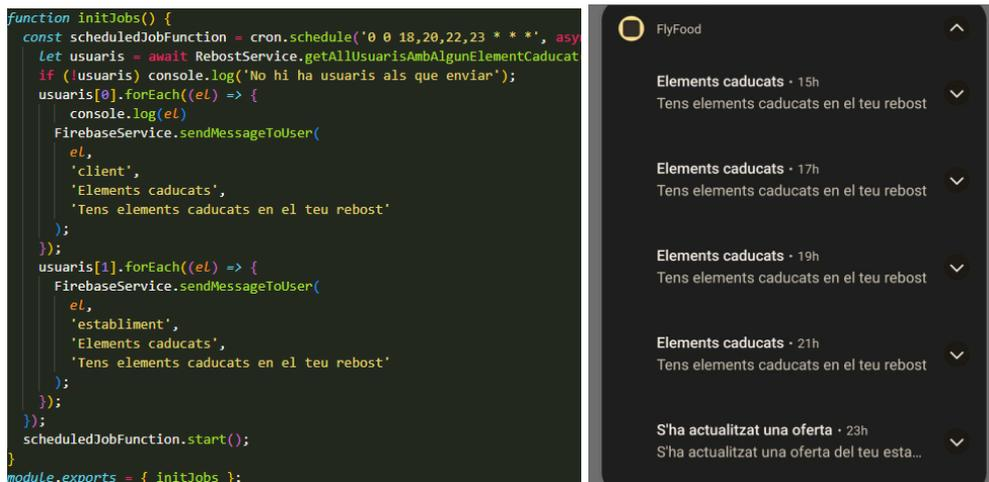 function initJobs() {
const scheduledJobFunction = cron.schedule('0 0 18,20,22,23 * * *', asy
let usuaris = await RebostService.getAllUsuarisAmbAlgunElementCaducat
if (!usuaris) console.log('No hi ha usuaris als que enviar');
usuaris[0].forEach((el) => {
console.log(el)
FirebaseService.sendMessageToUser(
el,
'client',
'Elements caducats',
'Tens elements caducats en el teu rebost'
);
});
usuaris[1].forEach((el) => {
FirebaseService.sendMessageToUser(
el,
'establiment',
'Elements caducats',
'Tens elements caducats en el teu rebost'
);
});
});
scheduledJobFunction.start();
}
module.exports = { initJobs };
FlyFood
Elements caducats • 15h
Tens elements caducats en el teu rebost
Elements caducats • 17h
Tens elements caducats en el teu rebost
Elements caducats • 19h
Tens elements caducats en el teu rebost
Elements caducats • 21h
Tens elements caducats en el teu rebost
S'ha actualitzat una oferta • 23h
S'ha actualitzat una oferta del teu esta...